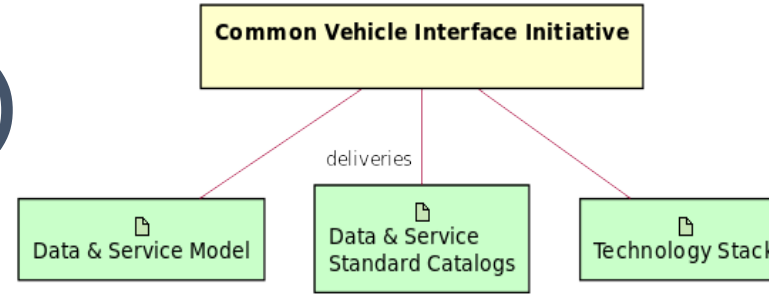 Common Vehicle Interface Initiative
deliveries
Data & Service Model
Data & Service
Standard Catalogs
Technology Stack